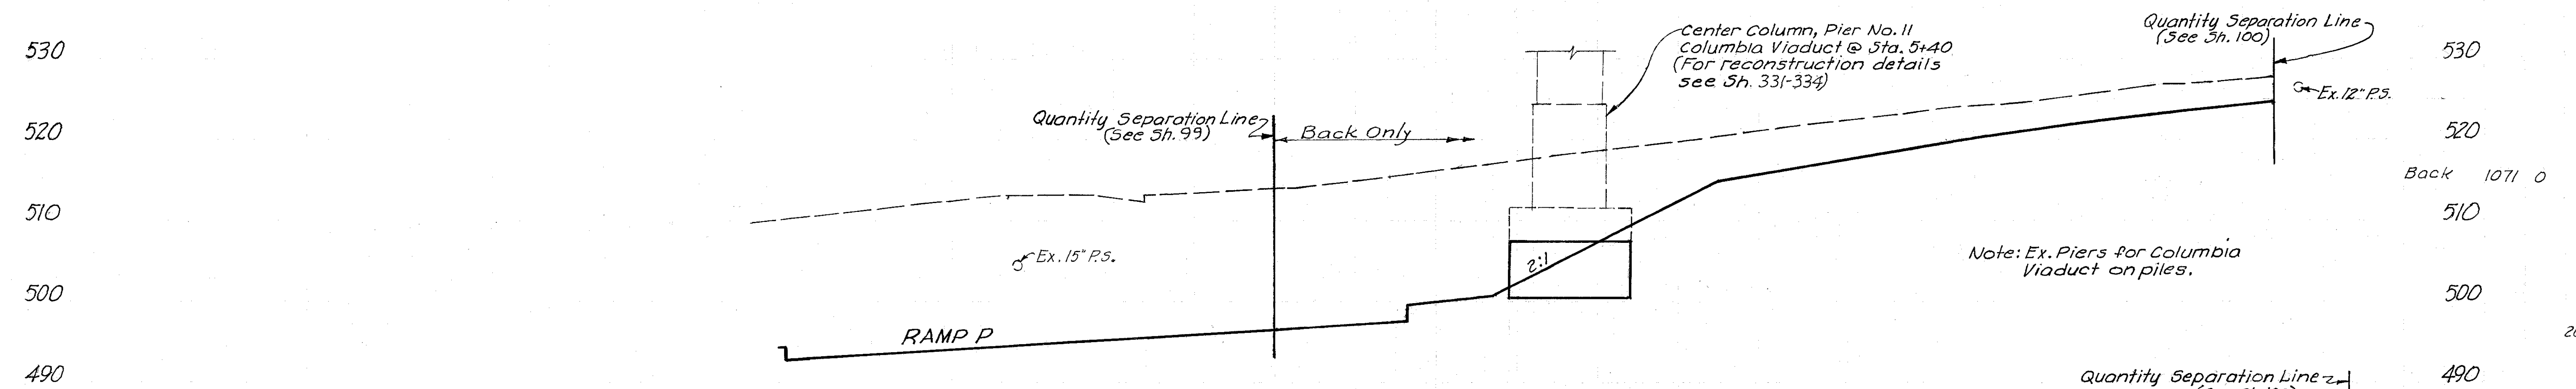 530
520
510
500
490
Quantity Separation Line
(See Sh. 99)
Back Only
Center Column, Pier No. 11
Columbia Viaduct @ Sta. 5+40
(For reconstruction details
see Sh. 331-334)
Quantity Separation Line
(See Sh. 100)
Ex. 12" P.S.
Ex. 15" P.S.
2:1
RAMP P
Note: Ex. Piers for Columbia
Viaduct on piles.
530
520
Back 1071 0
510
500
490
Quantity Separation Line